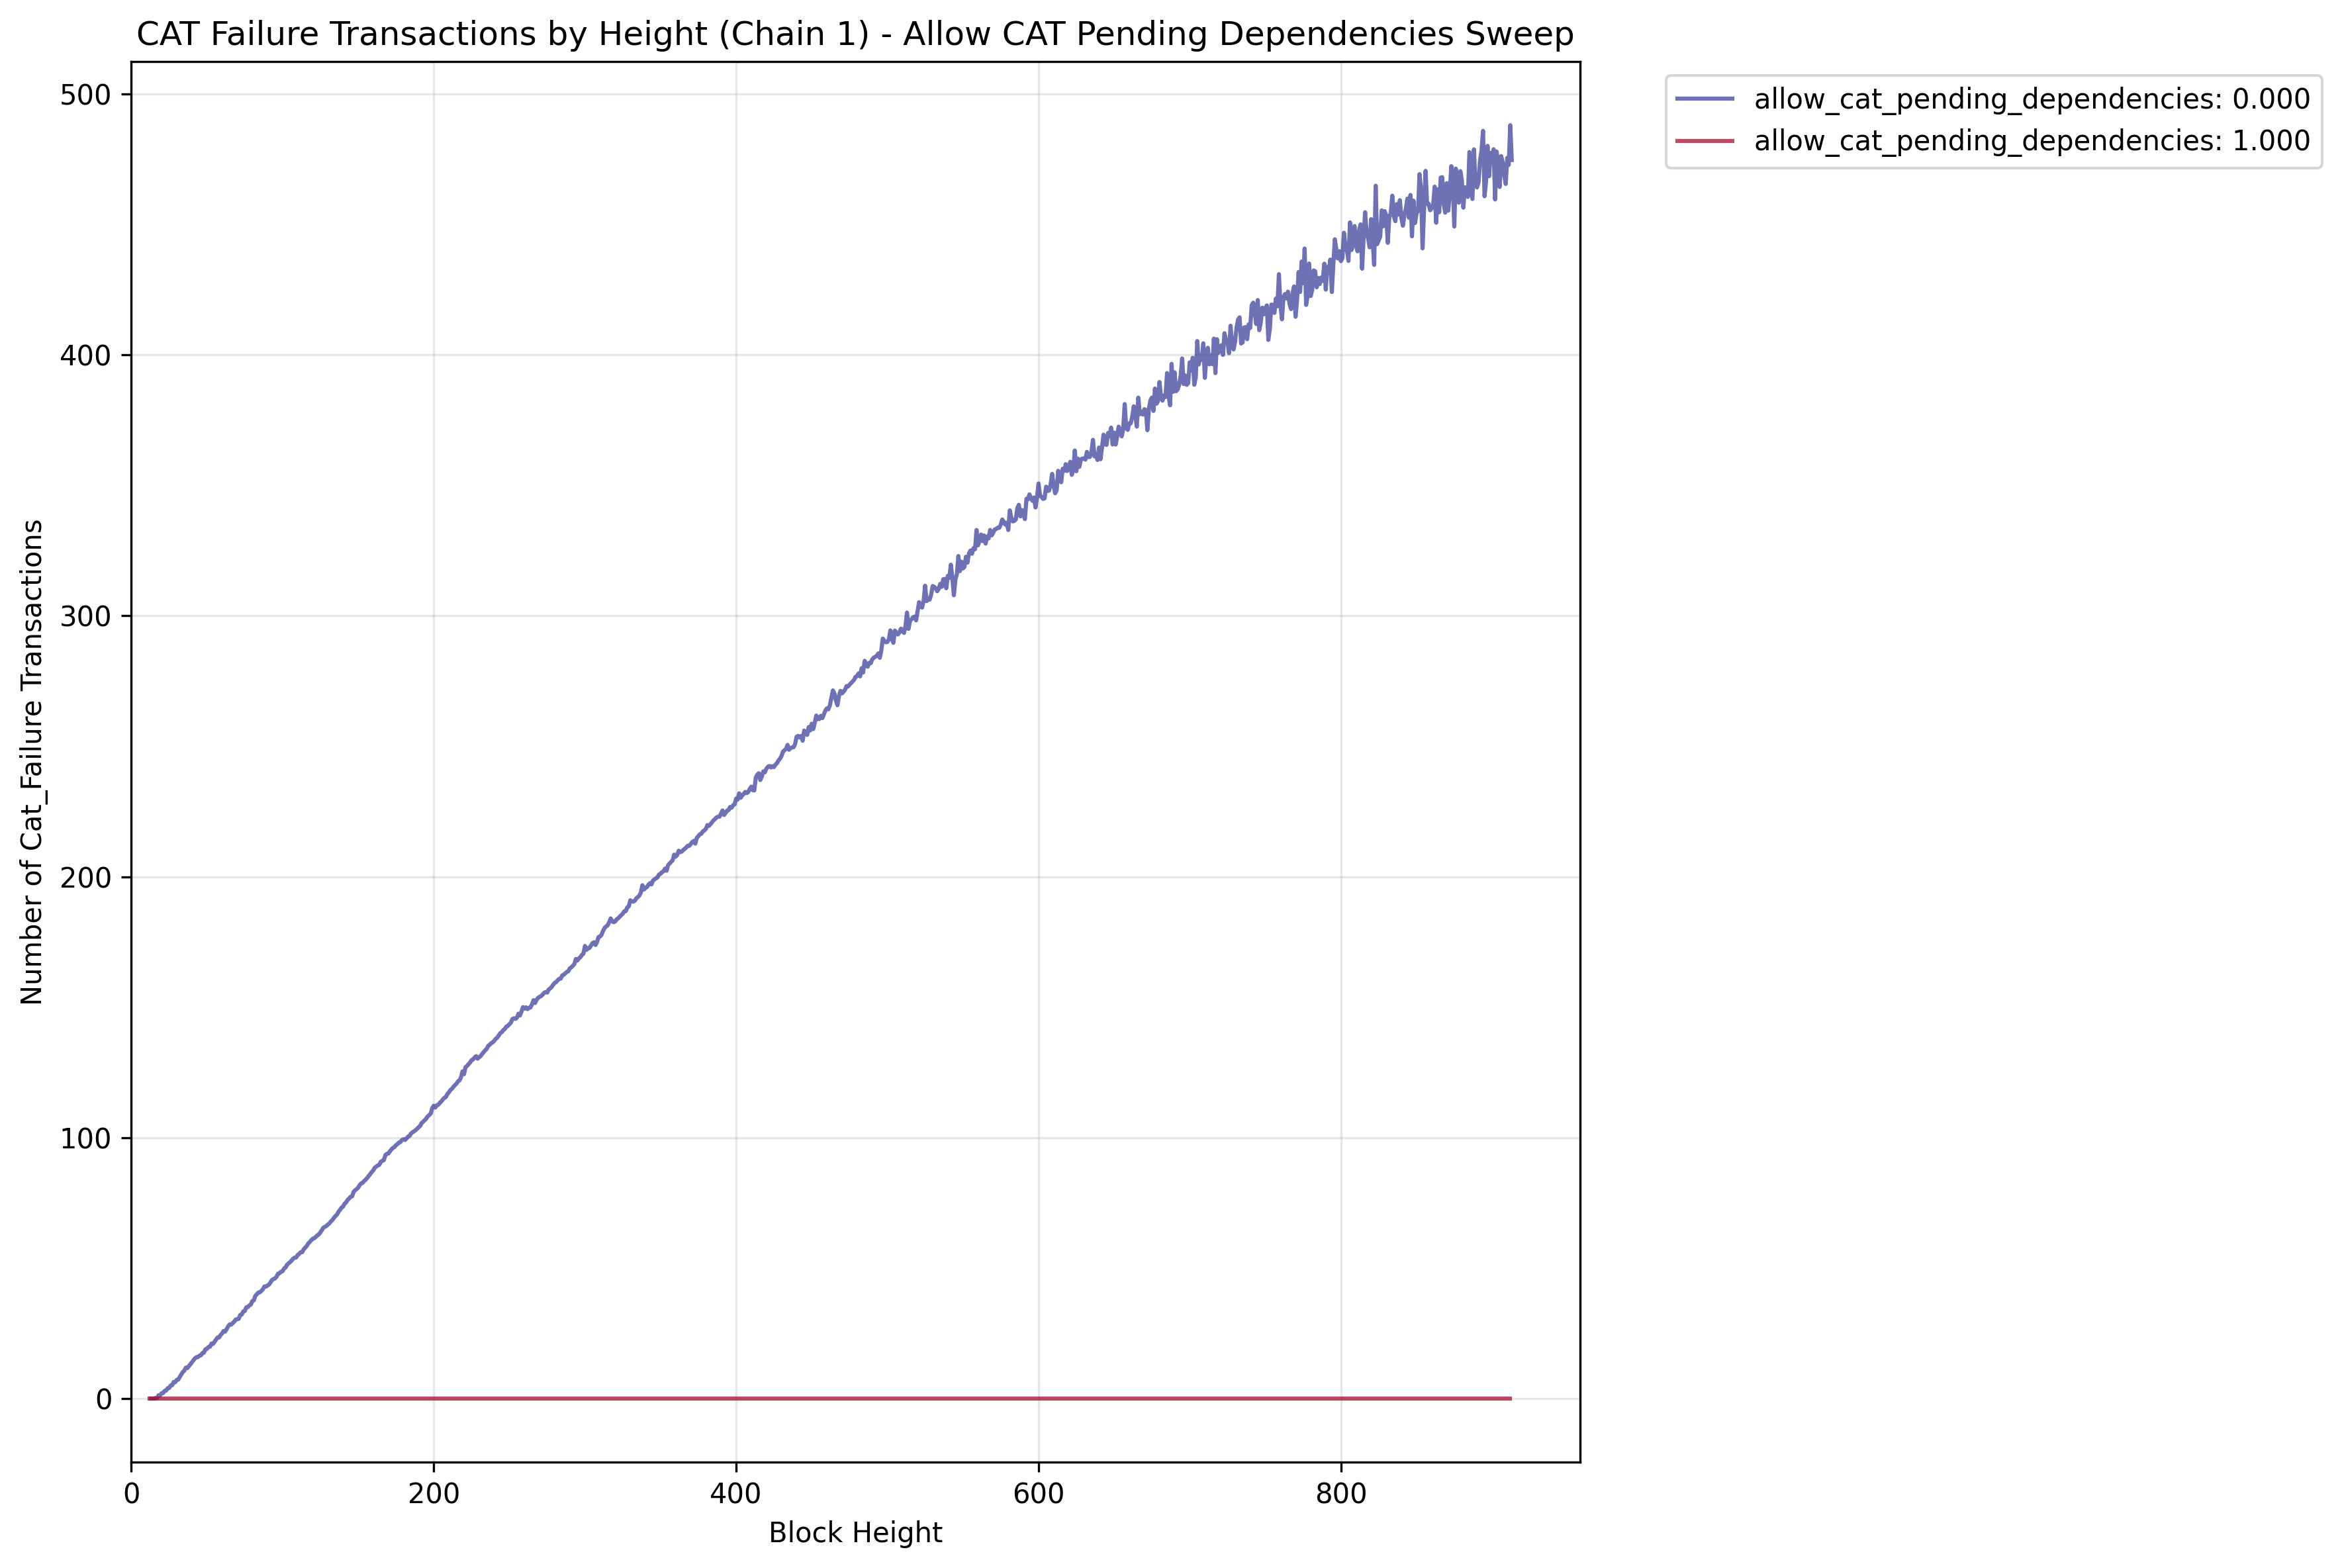 CAT Failure Transactions by Height (Chain 1) - Allow CAT Pending Dependencies Sweep
allow_cat_pending_dependencies: 0.000
allow_cat_pending_dependencies: 1.000
Number of Cat_Failure Transactions
500
400
300
200
100
0
0
200
400
600
800
Block Height